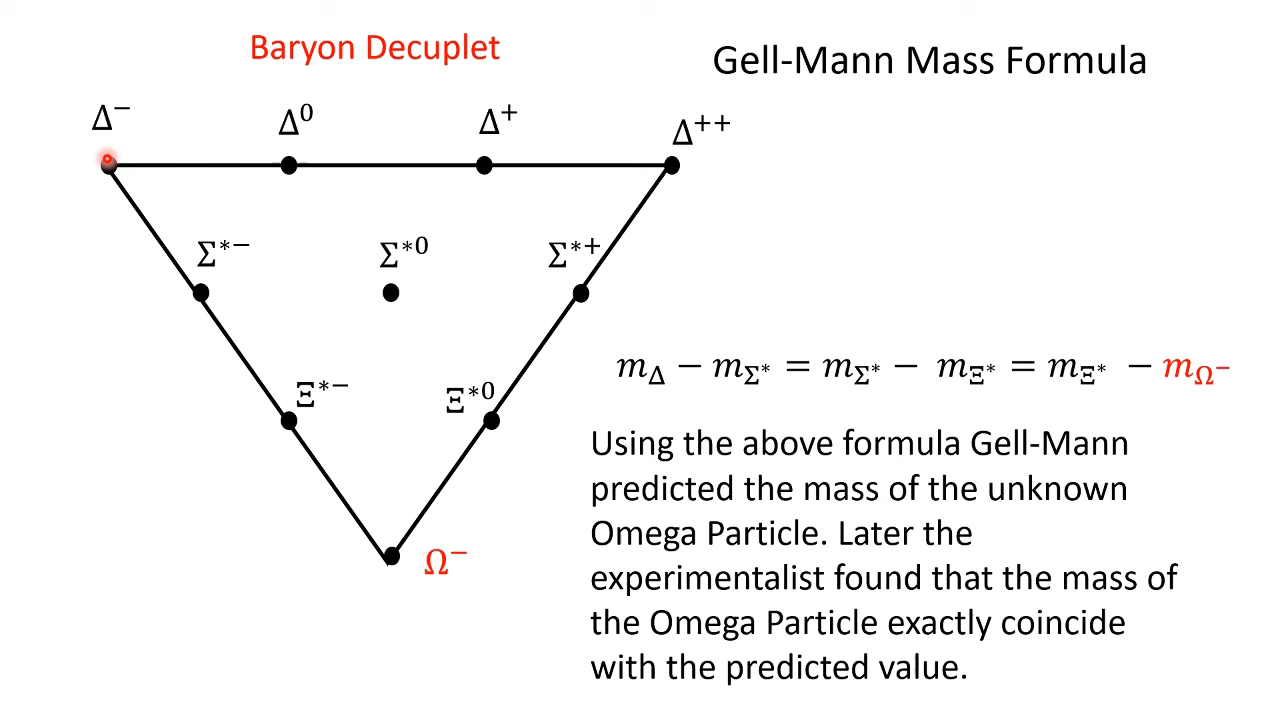 Baryon Decuplet
Gell-Mann Mass Formula
Δ⁻ Δ⁰ Δ⁺ Δ⁺⁺
Σ*⁻ Σ*⁰ Σ*⁺
Ξ*⁻ Ξ*⁰
Ω⁻
m_Δ − m_Σ* = m_Σ* − m_Ξ* = m_Ξ* − m_Ω⁻
Using the above formula Gell-Mann
predicted the mass of the unknown
Omega Particle. Later the
experimentalist found that the mass of
the Omega Particle exactly coincide
with the predicted value.